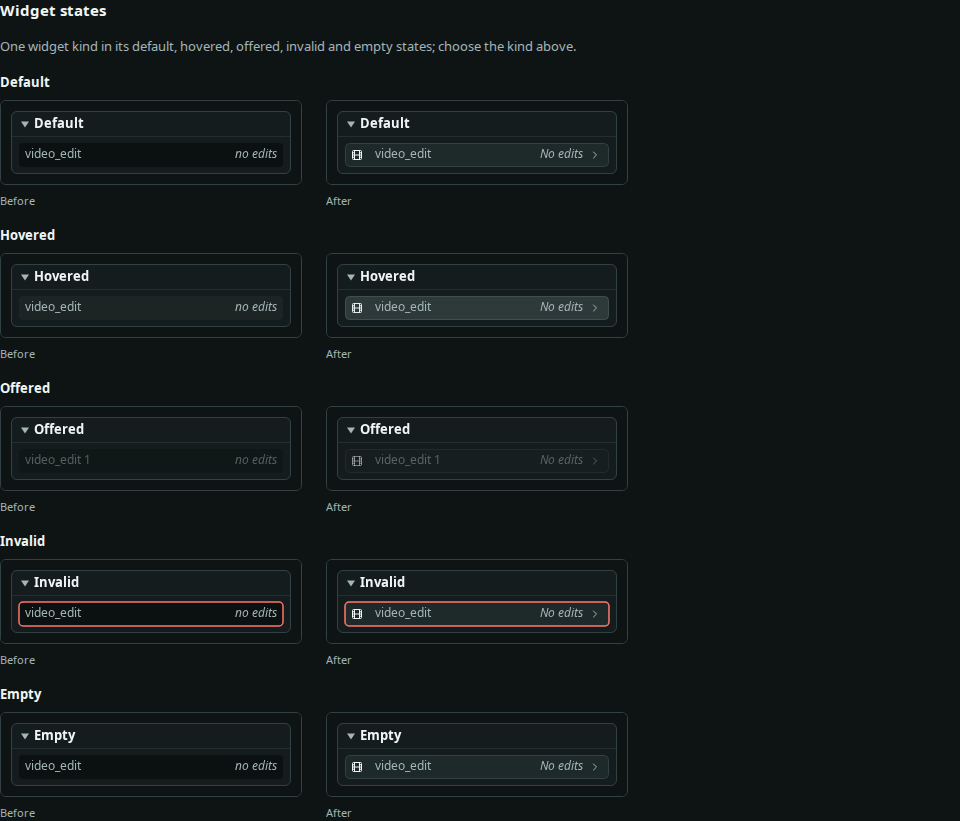 Widget states
One widget kind in its default, hovered, offered, invalid and empty states; choose the kind above.
Default
Default
video_edit no edits
Before
Default
video_edit No edits
After
Hovered
Hovered
video_edit no edits
Before
Hovered
video_edit No edits
After
Offered
Offered
video_edit 1 no edits
Before
Offered
video_edit 1 No edits
After
Invalid
Invalid
video_edit no edits
Before
Invalid
video_edit No edits
After
Empty
Empty
video_edit no edits
Before
Empty
video_edit No edits
After